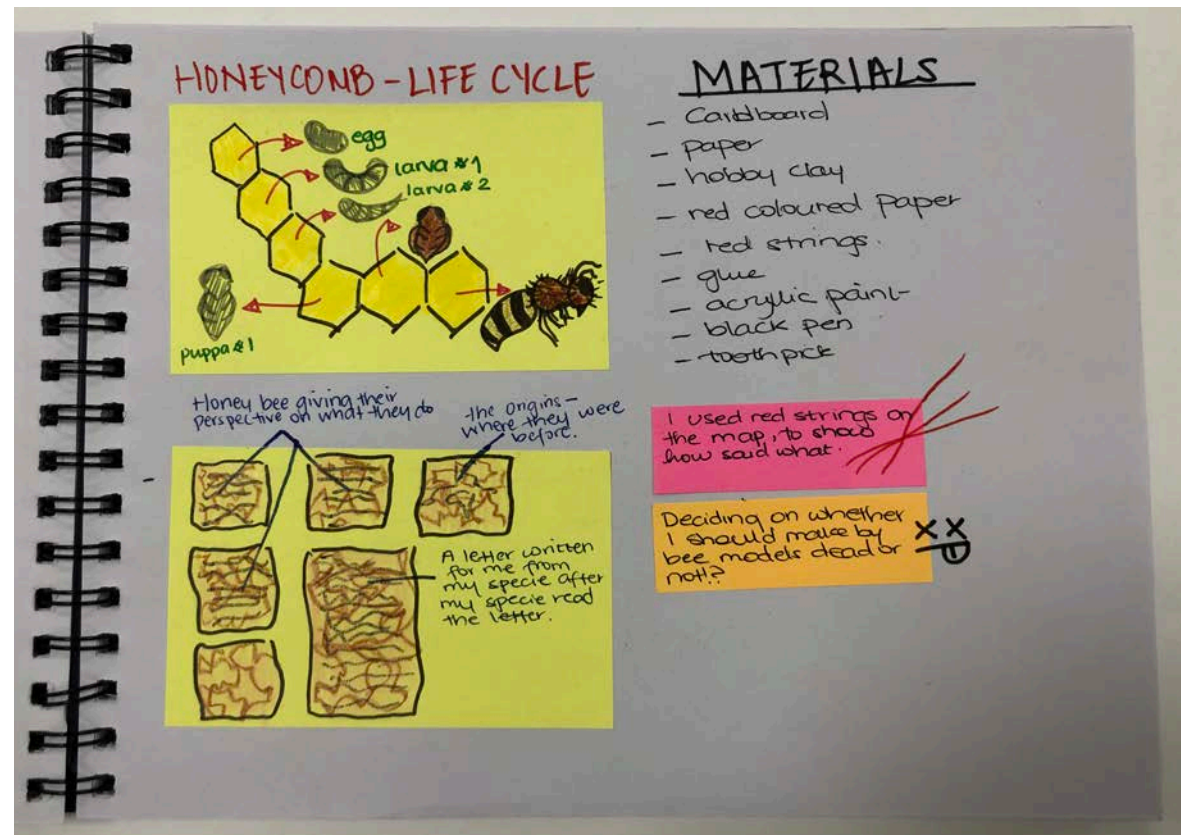 HONEYCOMB - LIFE CYCLE
egg
larva #1
larva #2
puppa #1
Honey bee giving their
perspective on what they do
the origins -
where they were
before.
A letter written
for me from
my specie after
my specie read
the letter.
MATERIALS
- Cardboard
- paper
- hobby clay
- red coloured paper
- red strings.
- glue
- acrylic paint
- black pen
- toothpick
I used red strings on
the map, to show
how said what.
Deciding on whether
I should make by
bee models dead or
not!?